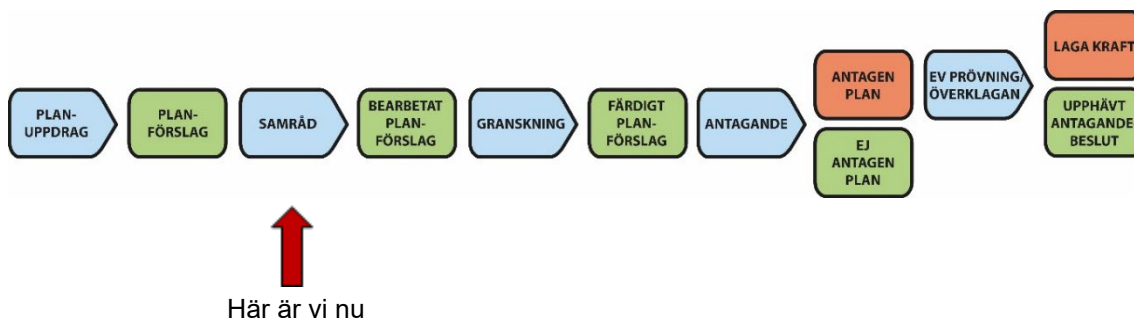 PLAN-
UPPDRAG
PLAN-
FÖRSLAG
SAMRÅD
BEARBETAT
PLAN-
FÖRSLAG
GRANSKNING
FÄRDIGT
PLAN-
FÖRSLAG
ANTAGANDE
ANTAGEN
PLAN
EJ
ANTAGEN
PLAN
EV PRÖVNING/
ÖVERKLAGAN
LAGA KRAFT
UPPHÄVT
ANTAGANDE-
BESLUT
Här är vi nu